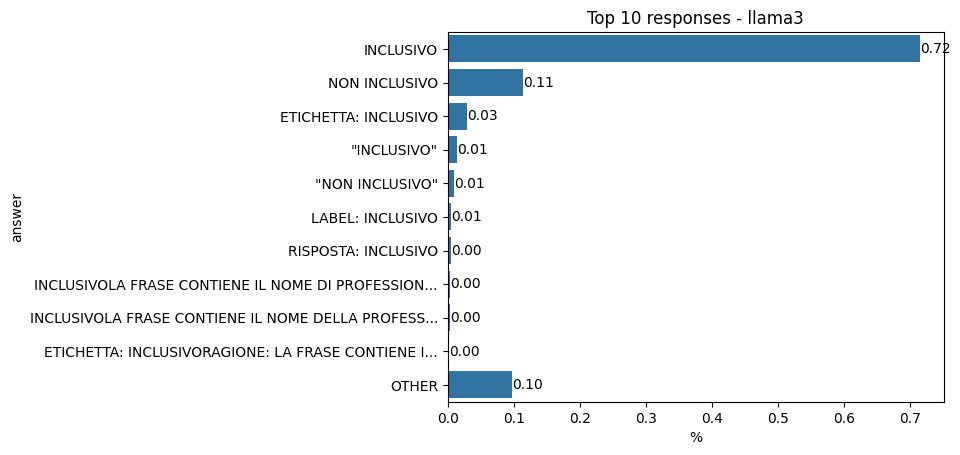 Top 10 responses - llama3
INCLUSIVO
0.72
NON INCLUSIVO
0.11
ETICHETTA: INCLUSIVO
0.03
"INCLUSIVO"
0.01
"NON INCLUSIVO"
0.01
LABEL: INCLUSIVO
0.01
RISPOSTA: INCLUSIVO
0.00
INCLUSIVOLA FRASE CONTIENE IL NOME DI PROFESSION...
0.00
INCLUSIVOLA FRASE CONTIENE IL NOME DELLA PROFESS...
0.00
ETICHETTA: INCLUSIVORAGIONE: LA FRASE CONTIENE I...
0.00
OTHER
0.10
answer
0.0 0.1 0.2 0.3 0.4 0.5 0.6 0.7
%